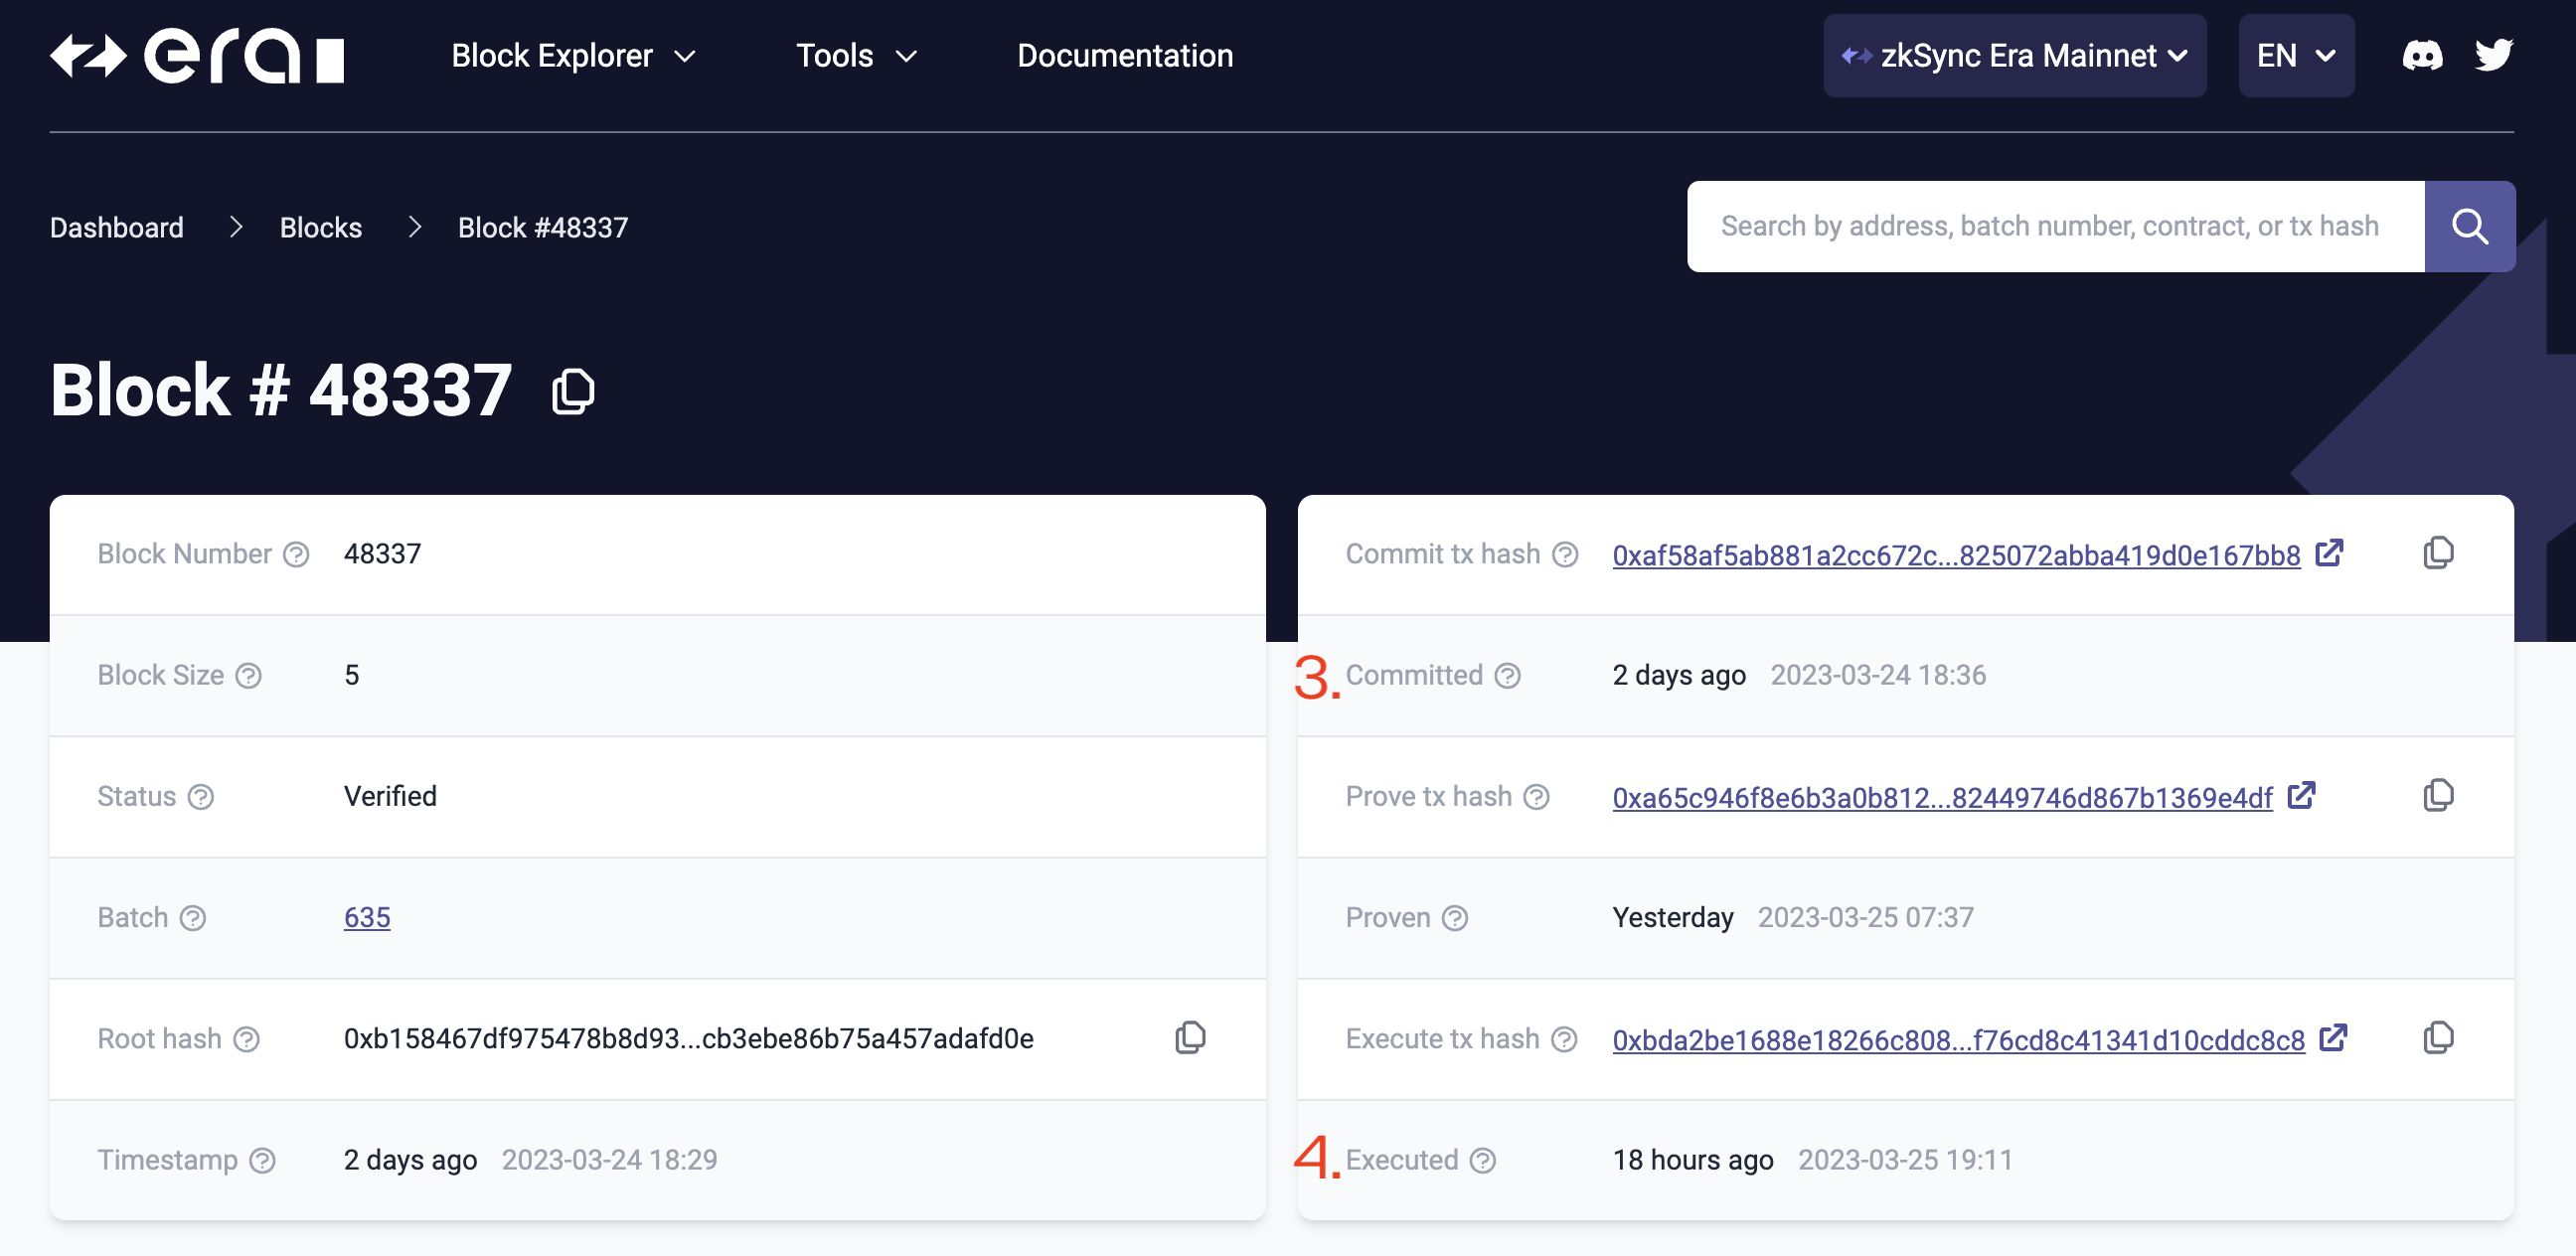 era
Block Explorer Tools Documentation zkSync Era Mainnet EN
Dashboard Blocks Block #48337
Search by address, batch number, contract, or tx hash
Block # 48337
Block Number 48337
Block Size 5
Status Verified
Batch 635
Root hash 0xb158467df975478b8d93...cb3ebe86b75a457adafd0e
Timestamp 2 days ago 2023-03-24 18:29
Commit tx hash 0xaf58af5ab881a2cc672c...825072abba419d0e167bb8
3. Committed 2 days ago 2023-03-24 18:36
Prove tx hash 0xa65c946f8e6b3a0b812...82449746d867b1369e4df
Proven Yesterday 2023-03-25 07:37
Execute tx hash 0xbda2be1688e18266c808...f76cd8c41341d10cddc8c8
4. Executed 18 hours ago 2023-03-25 19:11